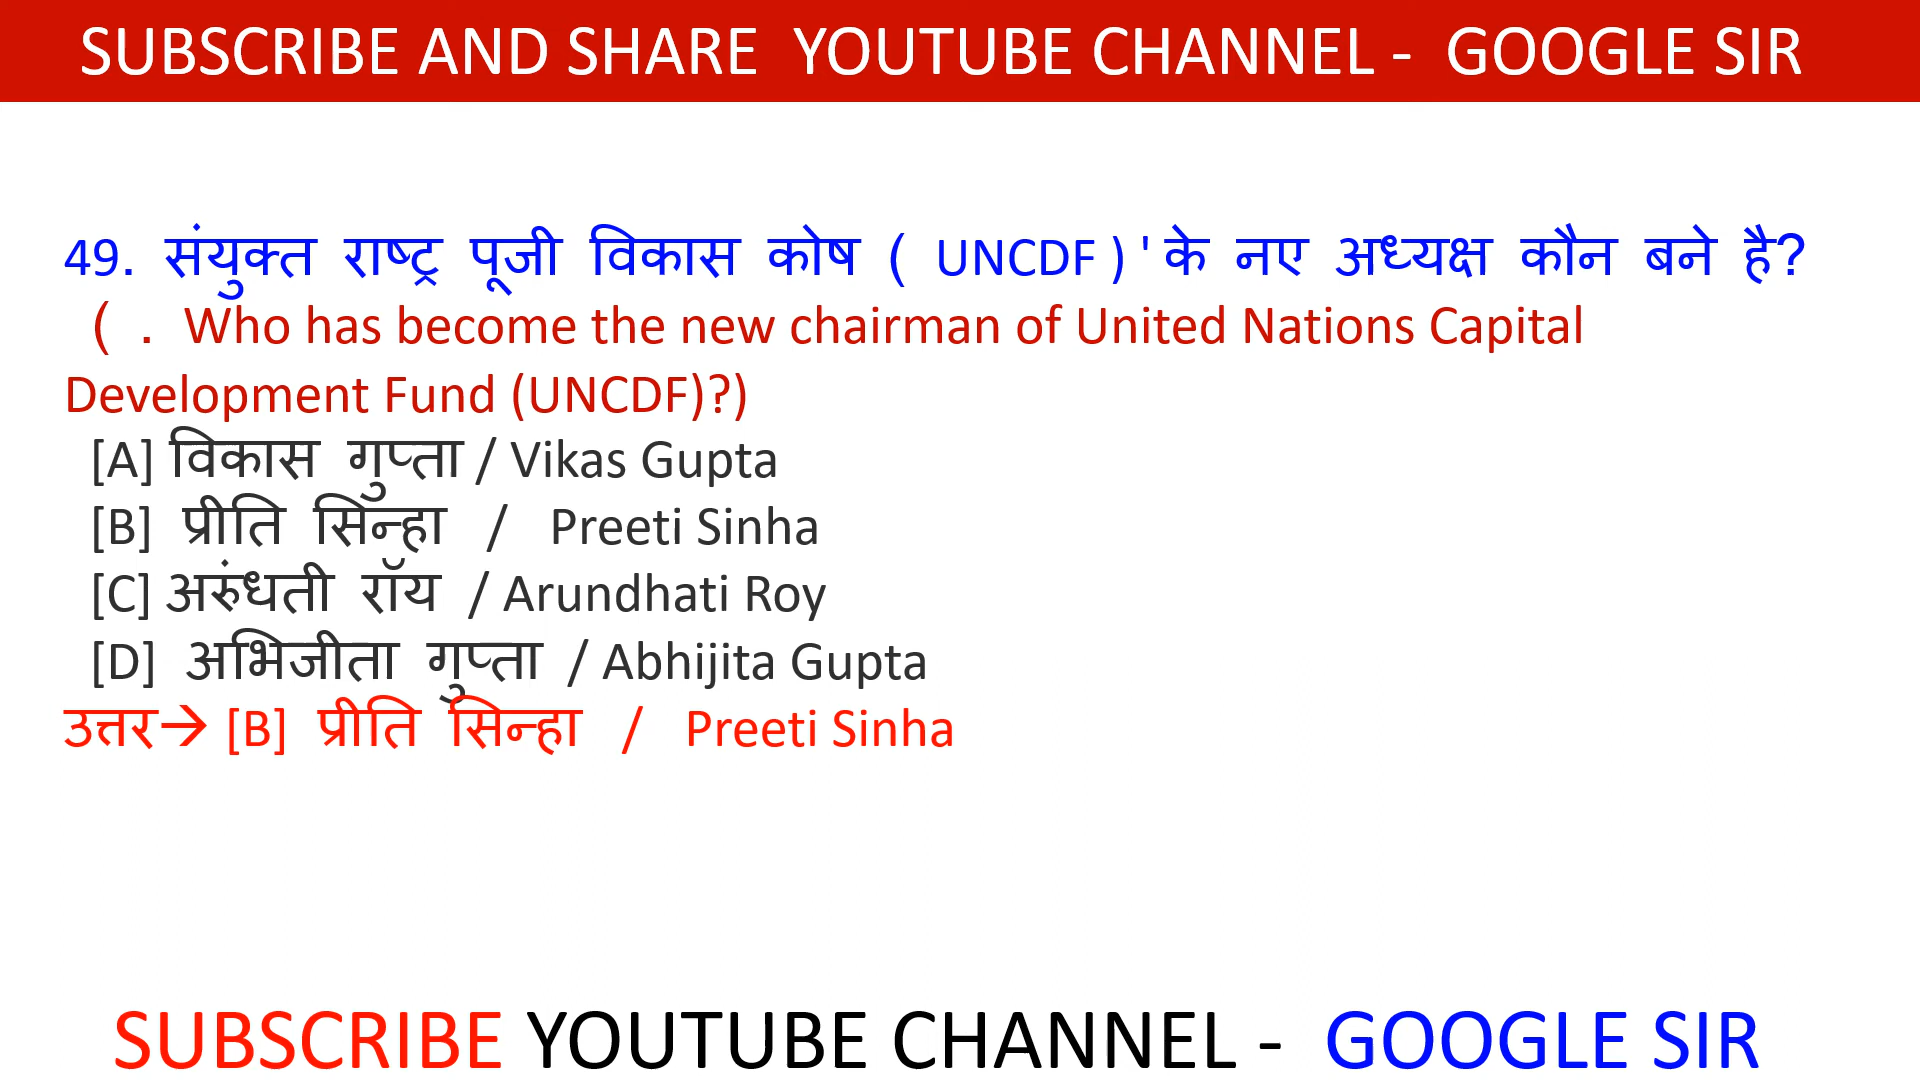 SUBSCRIBE AND SHARE YOUTUBE CHANNEL - GOOGLE SIR
49. संयुक्त राष्ट्र पूजी विकास कोष ( UNCDF ) ' के नए अध्यक्ष कौन बने है?
( . Who has become the new chairman of United Nations Capital
Development Fund (UNCDF)?)
[A] विकास गुप्ता / Vikas Gupta
[B] प्रीति सिन्हा / Preeti Sinha
[C] अरुंधती रॉय / Arundhati Roy
[D] अभिजीता गुप्ता / Abhijita Gupta
उत्तर→ [B] प्रीति सिन्हा / Preeti Sinha
SUBSCRIBE YOUTUBE CHANNEL - GOOGLE SIR